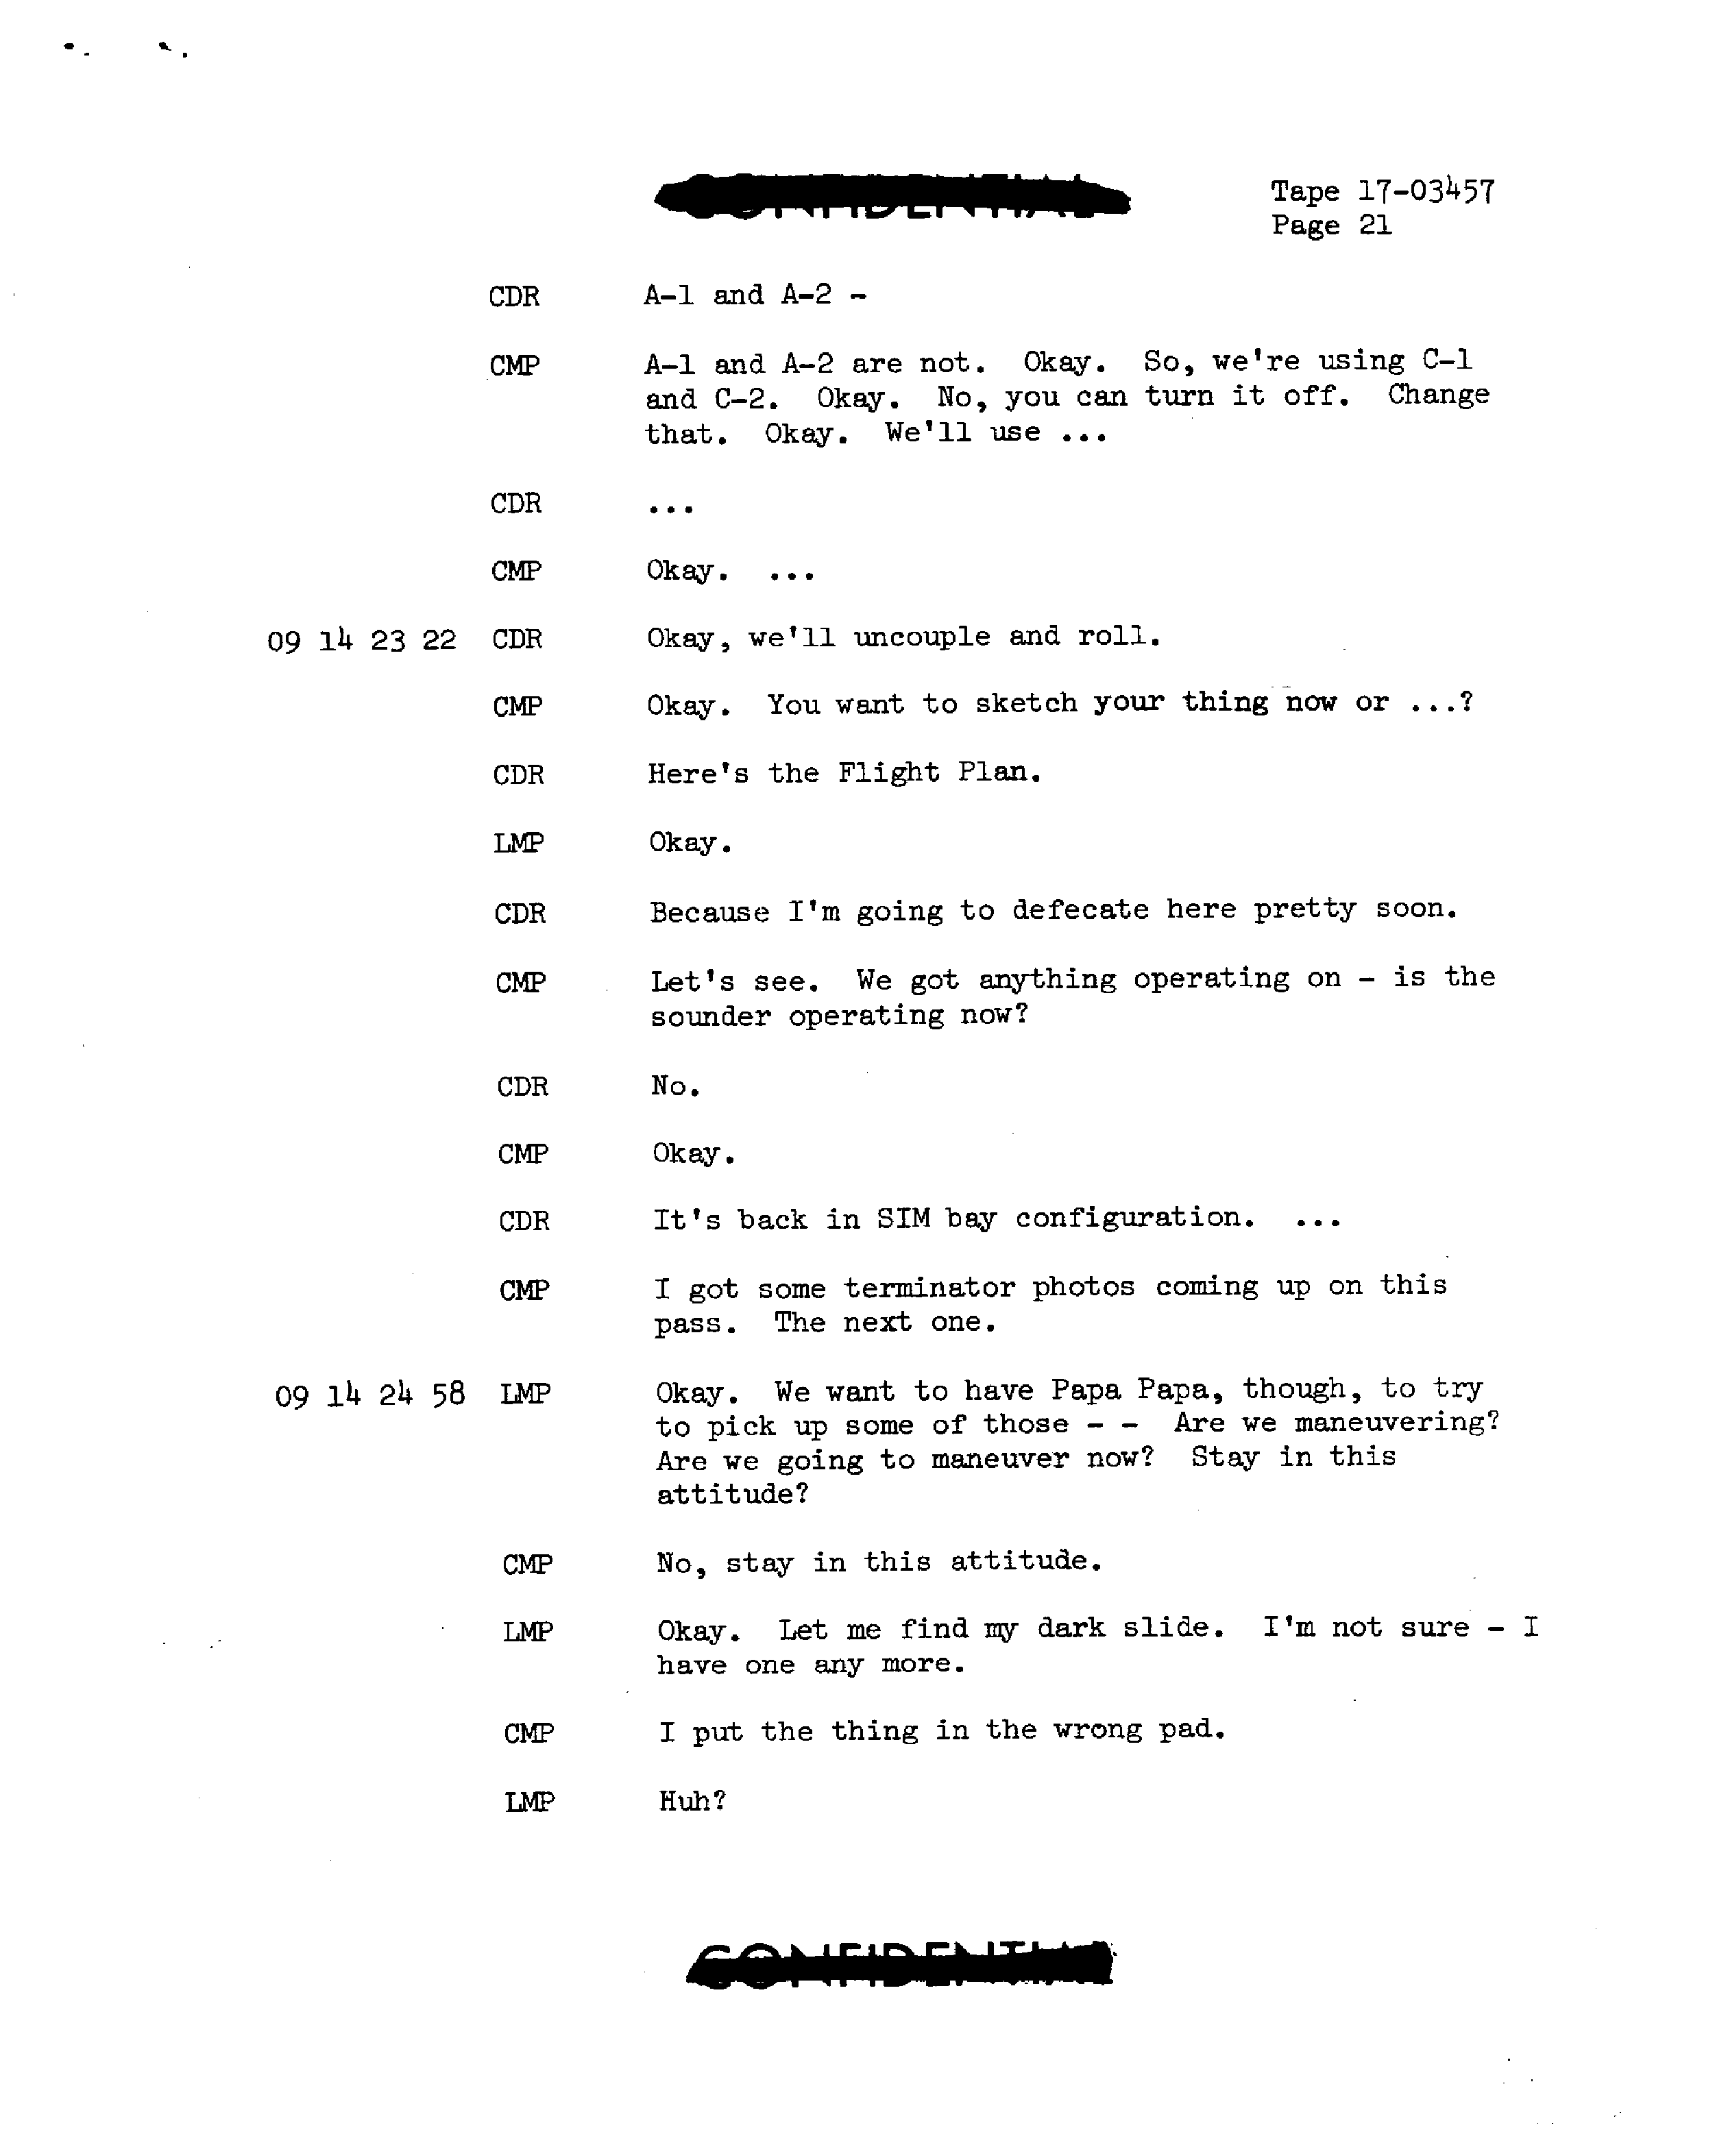 CONFIDENTIAL
Tape 17-03457
Page 21
CDR A-1 and A-2 -
CMP A-1 and A-2 are not. Okay. So, we're using C-1
and C-2. Okay. No, you can turn it off. Change
that. Okay. We'll use ...
CDR ...
CMP Okay. ...
09 14 23 22 CDR Okay, we'll uncouple and roll.
CMP Okay. You want to sketch your thing now or ...?
CDR Here's the Flight Plan.
LMP Okay.
CDR Because I'm going to defecate here pretty soon.
CMP Let's see. We got anything operating on - is the
sounder operating now?
CDR No.
CMP Okay.
CDR It's back in SIM bay configuration. ...
CMP I got some terminator photos coming up on this
pass. The next one.
09 14 24 58 LMP Okay. We want to have Papa Papa, though, to try
to pick up some of those - - Are we maneuvering?
Are we going to maneuver now? Stay in this
attitude?
CMP No, stay in this attitude.
LMP Okay. Let me find my dark slide. I'm not sure - I
have one any more.
CMP I put the thing in the wrong pad.
LMP Huh?
CONFIDENTIAL